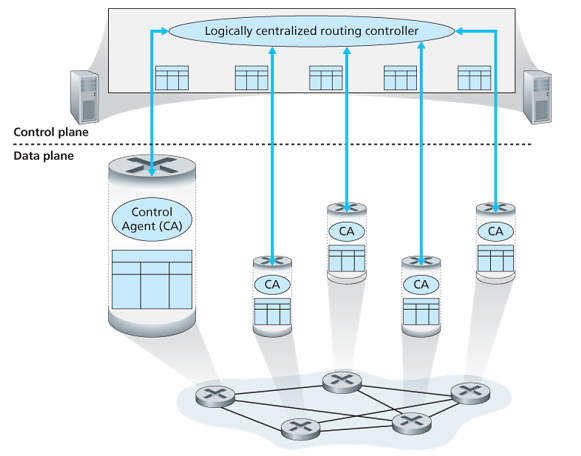 Logically centralized routing controller
Control plane
Data plane
Control
Agent (CA)
CA
CA
CA
CA